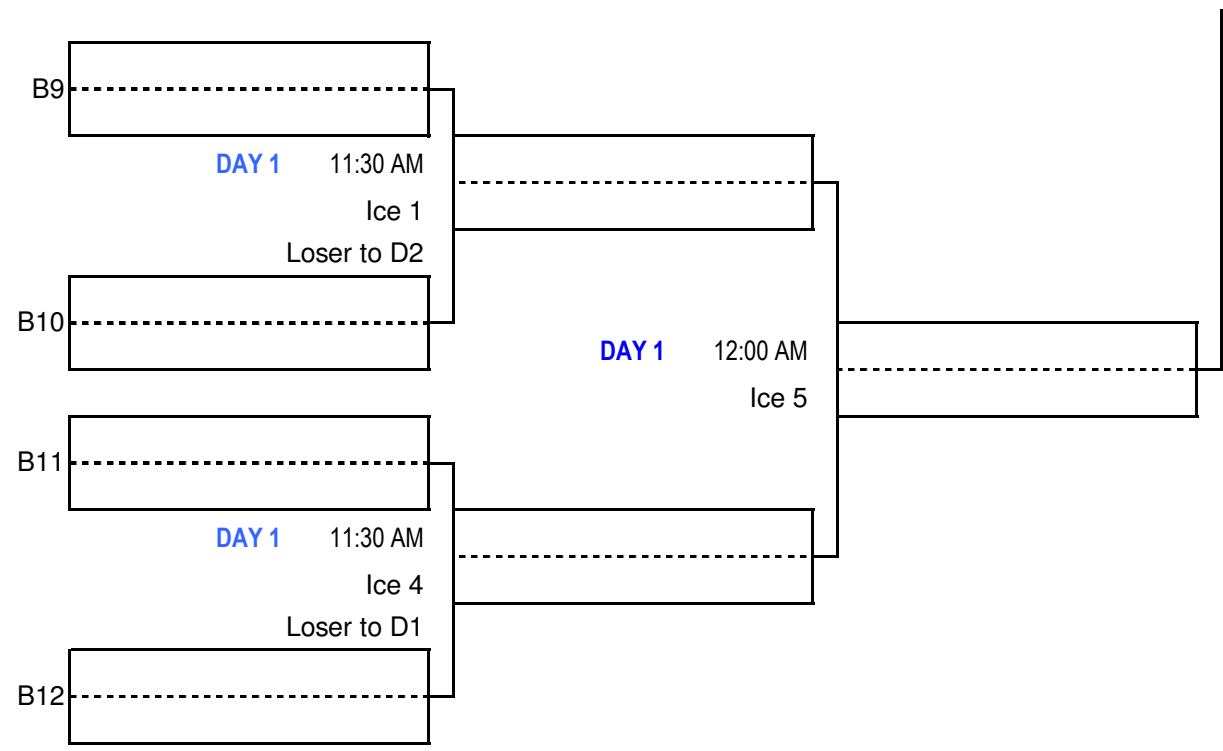 B9
DAY 1 11:30 AM
Ice 1
Loser to D2
B10
DAY 1 12:00 AM
Ice 5
B11
DAY 1 11:30 AM
Ice 4
Loser to D1
B12